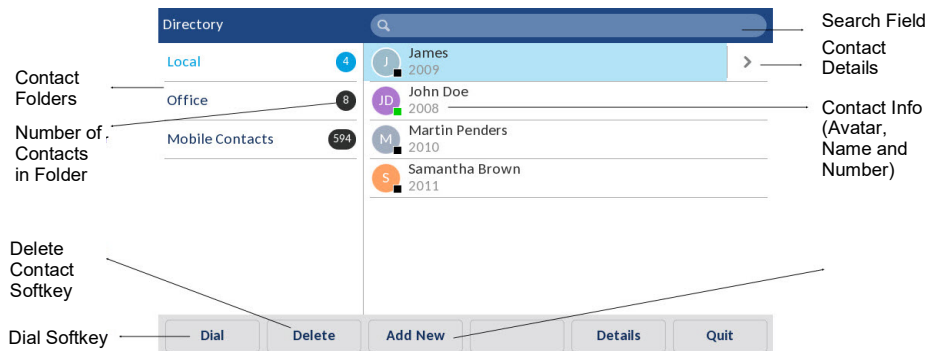 Directory
Search Field
Local
4
James
2009
Contact
Details
Contact
Folders
Office
8
JD
John Doe
2008
Contact Info
(Avatar,
Name and
Number)
Number of
Contacts
in Folder
Mobile Contacts
594
M
Martin Penders
2010
J
S
Samantha Brown
2011
Delete
Contact
Softkey
Dial Softkey
Dial
Delete
Add New
Details
Quit